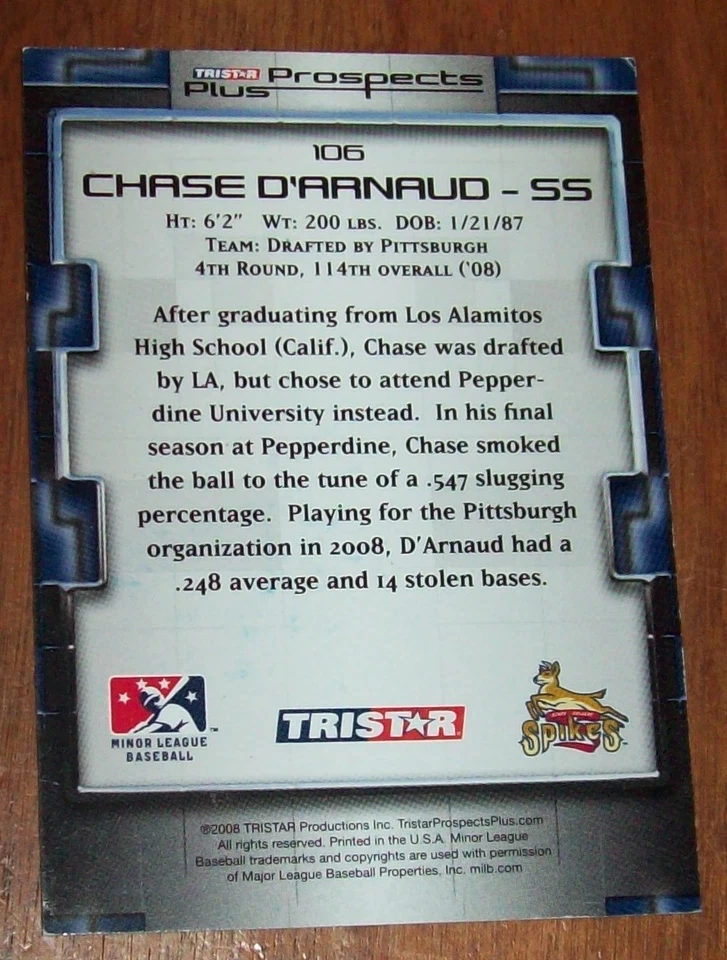 TRISTAR Prospects
Plus
106
CHASE D'ARNAUD - SS
HT: 6'2" WT: 200 LBS. DOB: 1/21/87
TEAM: DRAFTED BY PITTSBURGH
4TH ROUND, 114TH OVERALL ('08)
After graduating from Los Alamitos
High School (Calif.), Chase was drafted
by LA, but chose to attend Pepper-
dine University instead. In his final
season at Pepperdine, Chase smoked
the ball to the tune of a .547 slugging
percentage. Playing for the Pittsburgh
organization in 2008, D'Arnaud had a
.248 average and 14 stolen bases.
MINOR LEAGUE
BASEBALL
TM
TRISTAR
STATE COLLEGE
SPIKES
TM
©2008 TRISTAR Productions Inc. TristarProspectsPlus.com
All rights reserved. Printed in the U.S.A. Minor League
Baseball trademarks and copyrights are used with permission
of Major League Baseball Properties, Inc. milb.com